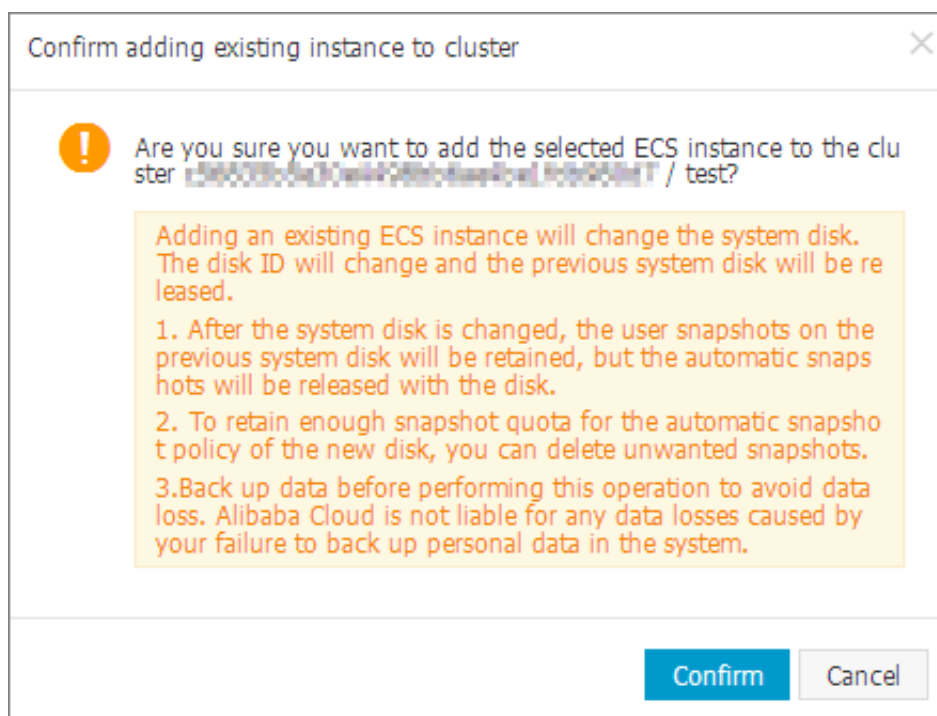 Confirm adding existing instance to cluster
Are you sure you want to add the selected ECS instance to the clu
ster / test?
Adding an existing ECS instance will change the system disk.
The disk ID will change and the previous system disk will be re
leased.
1. After the system disk is changed, the user snapshots on the
previous system disk will be retained, but the automatic snaps
hots will be released with the disk.
2. To retain enough snapshot quota for the automatic snapsho
t policy of the new disk, you can delete unwanted snapshots.
3.Back up data before performing this operation to avoid data
loss. Alibaba Cloud is not liable for any data losses caused by
your failure to back up personal data in the system.
Confirm
Cancel